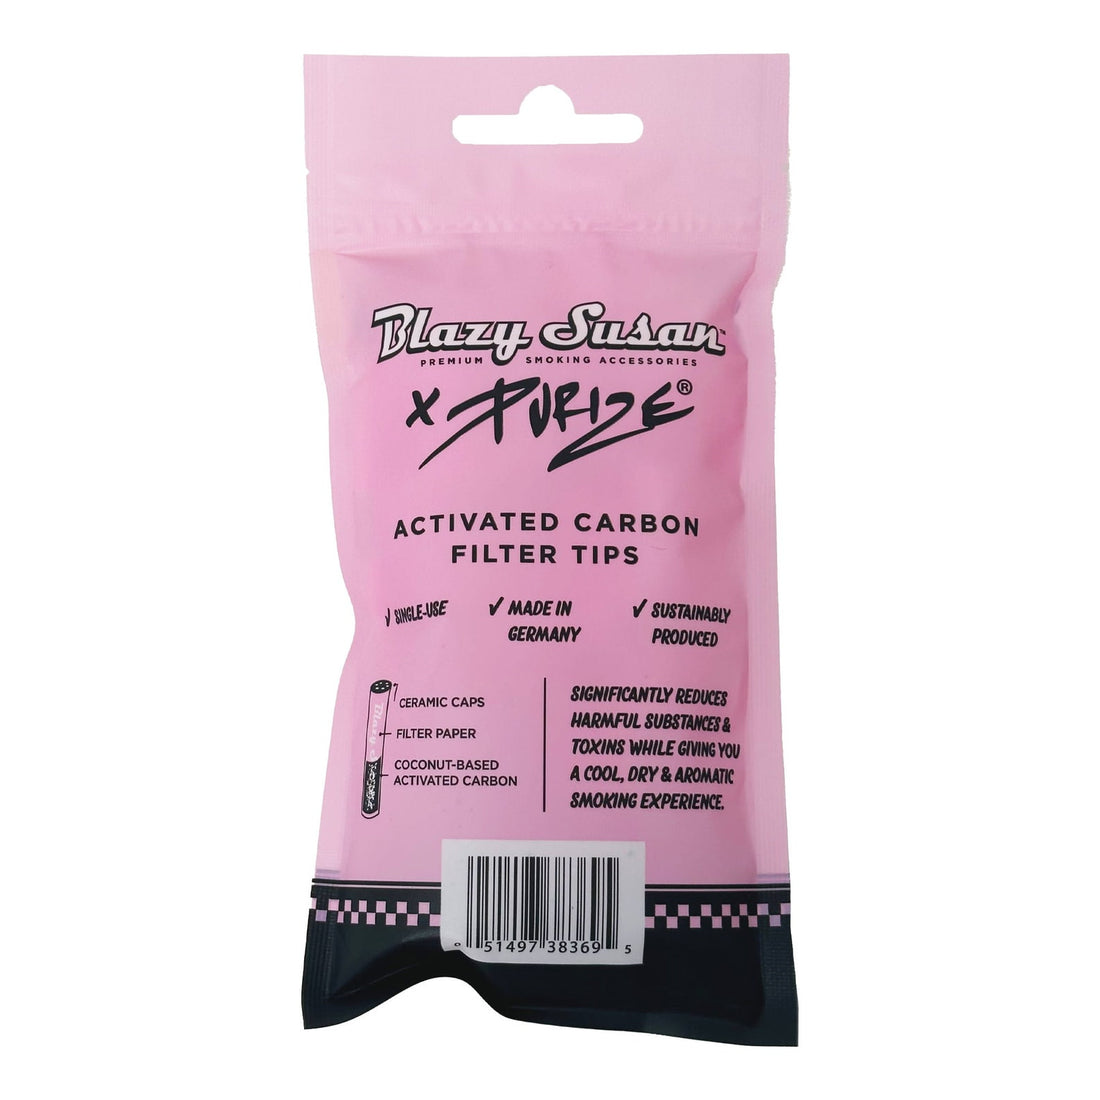 Blazy Susan™
PREMIUM SMOKING ACCESSORIES
X PURIZE®
ACTIVATED CARBON
FILTER TIPS
✓ SINGLE-USE
✓ MADE IN
GERMANY
✓ SUSTAINABLY
PRODUCED
CERAMIC CAPS
FILTER PAPER
COCONUT-BASED
ACTIVATED CARBON
Blazy S
SIGNIFICANTLY REDUCES
HARMFUL SUBSTANCES &
TOXINS WHILE GIVING YOU
A COOL, DRY & AROMATIC
SMOKING EXPERIENCE.
8 51497 38369 5